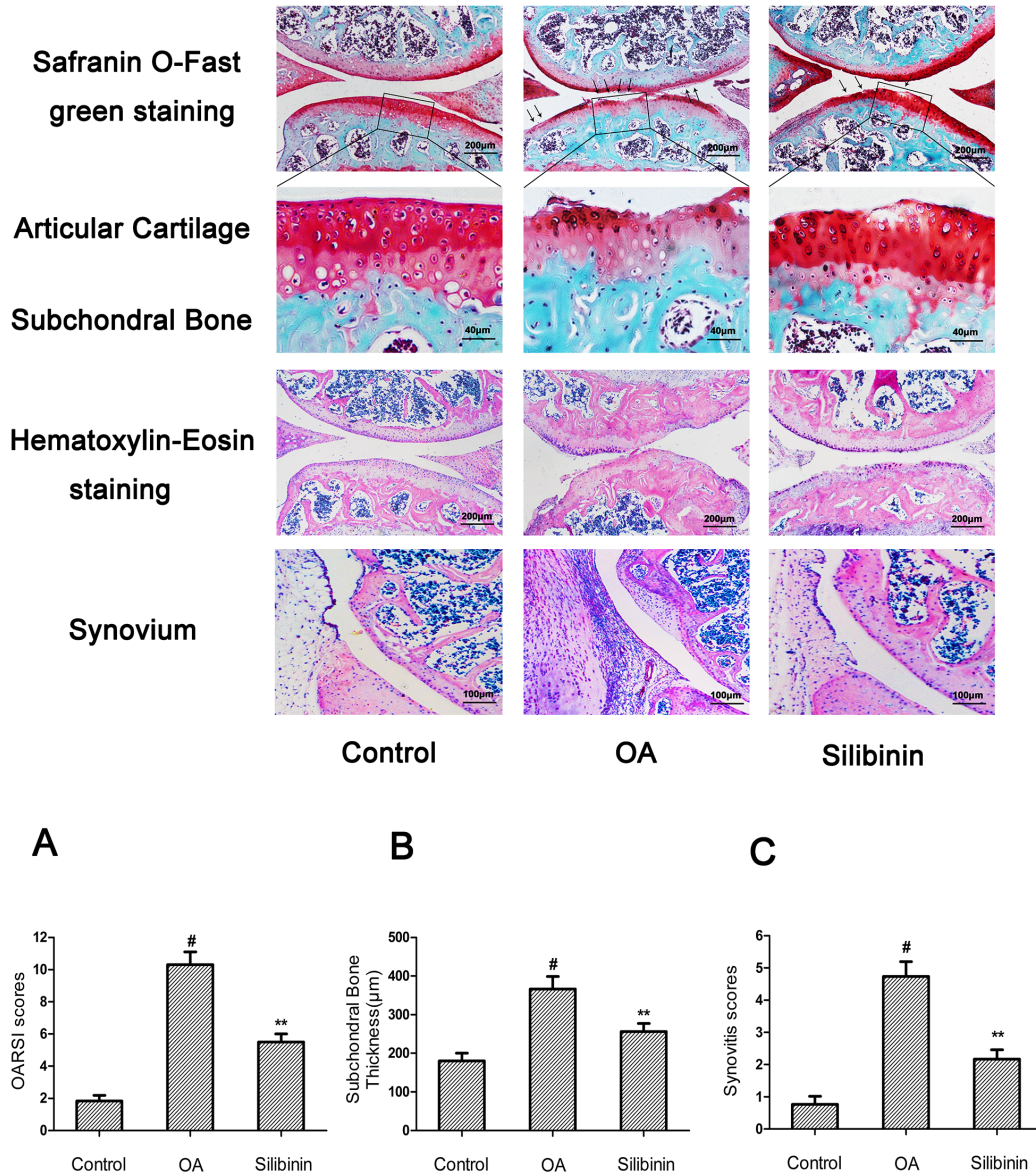 Safranin O-Fast
green staining
200μm
200μm
200μm
Articular Cartilage
Subchondral Bone
40μm
40μm
40μm
Hematoxylin-Eosin
staining
200μm
200μm
200μm
Synovium
100μm
100μm
100μm
Control
OA
Silibinin
A
B
C
OARSI scores
12
10
8
6
4
2
0
#
**
Control
OA
Silibinin
Subchondral Bone
Thickness(μm)
500
400
300
200
100
0
#
**
Control
OA
Silibinin
Synovitis scores
6
5
4
3
2
1
0
#
**
Control
OA
Silibinin